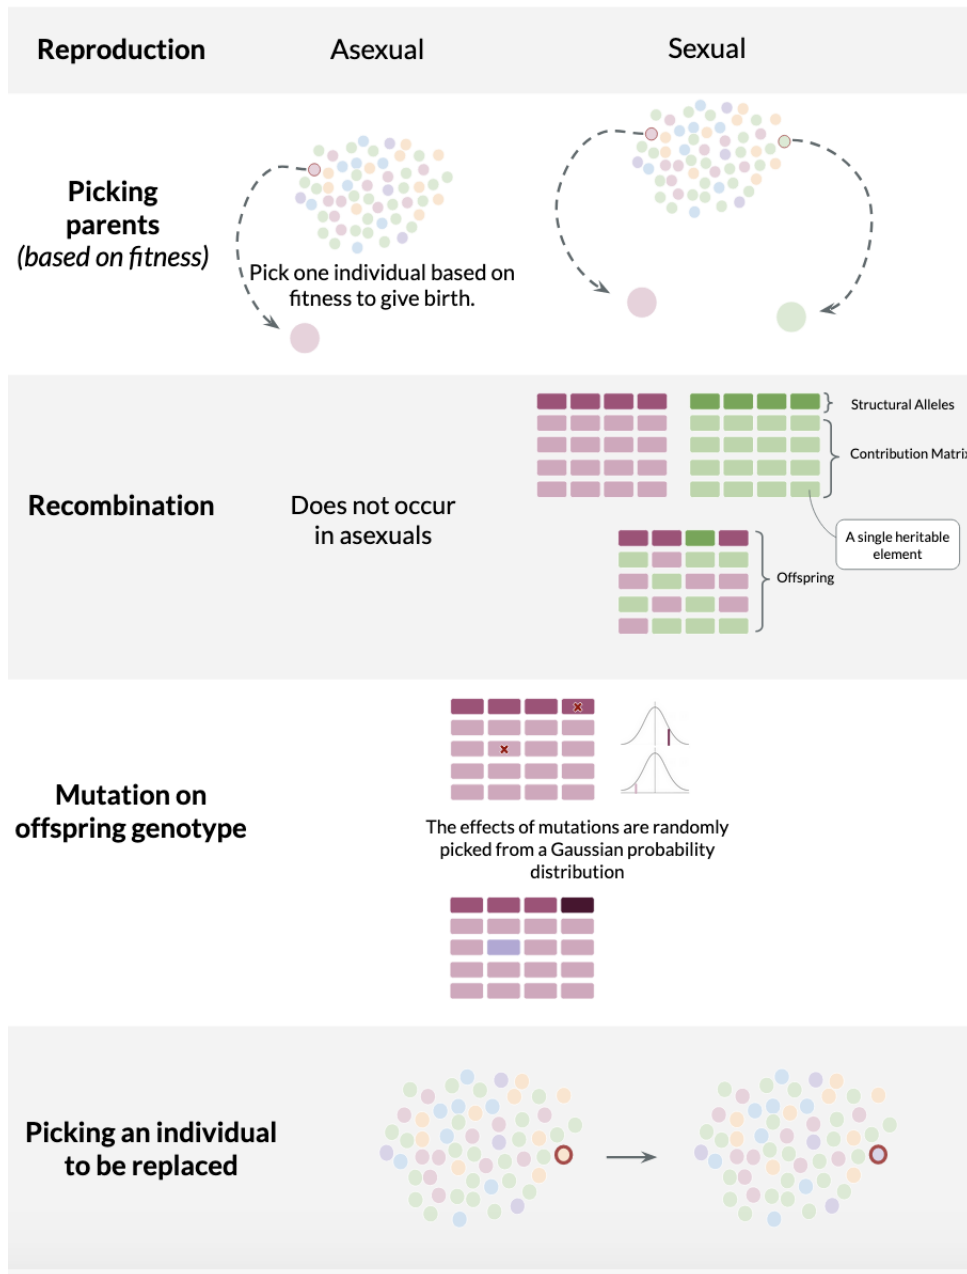 Reproduction
Asexual
Sexual
Picking
parents
(based on fitness)
Pick one individual based on
fitness to give birth.
Recombination
Does not occur
in asexuals
Structural Alleles
Contribution Matrix
A single heritable
element
Offspring
Mutation on
offspring genotype
The effects of mutations are randomly
picked from a Gaussian probability
distribution
Picking an individual
to be replaced